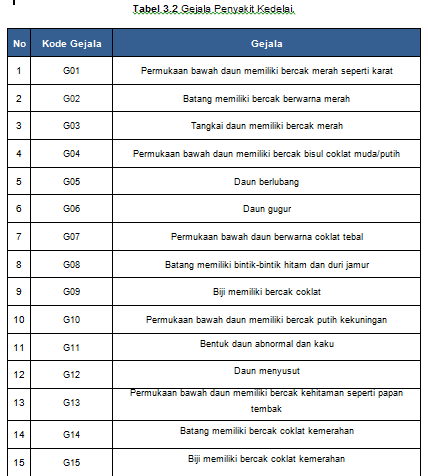 Tabel 3.2 Gejala Penyakit Kedelai.
No Kode Gejala Gejala
1 G01 Permukaan bawah daun memiliki bercak merah seperti karat
2 G02 Batang memiliki bercak berwarna merah
3 G03 Tangkai daun memiliki bercak merah
4 G04 Permukaan bawah daun memiliki bercak bisul coklat muda/putih
5 G05 Daun berlubang
6 G06 Daun gugur
7 G07 Permukaan bawah daun berwarna coklat tebal
8 G08 Batang memiliki bintik-bintik hitam dan duri jamur
9 G09 Biji memiliki bercak coklat
10 G10 Permukaan bawah daun memiliki bercak putih kekuningan
11 G11 Bentuk daun abnormal dan kaku
12 G12 Daun menyusut
13 G13 Permukaan bawah daun memiliki bercak kehitaman seperti papan
tembak
14 G14 Batang memiliki bercak coklat kemerahan
15 G15 Biji memiliki bercak coklat kemerahan